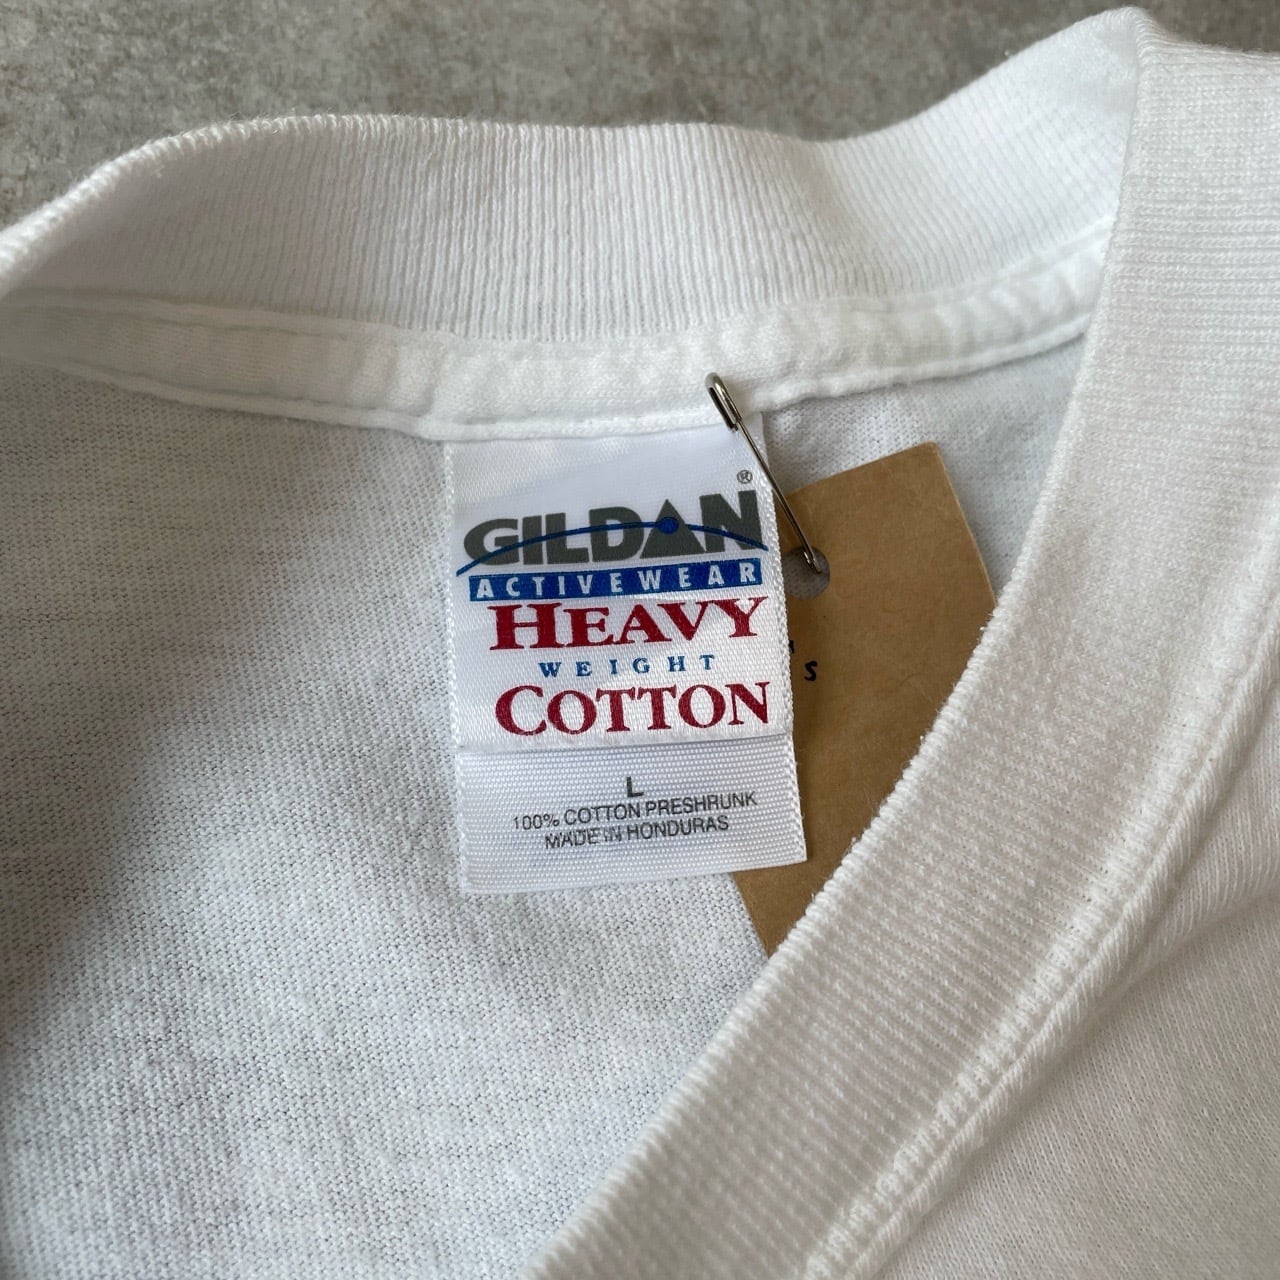 GILDAN®
ACTIVEWEAR
HEAVY
WEIGHT
COTTON
L
100% COTTON PRESHRUNK
MADE IN HONDURAS
S